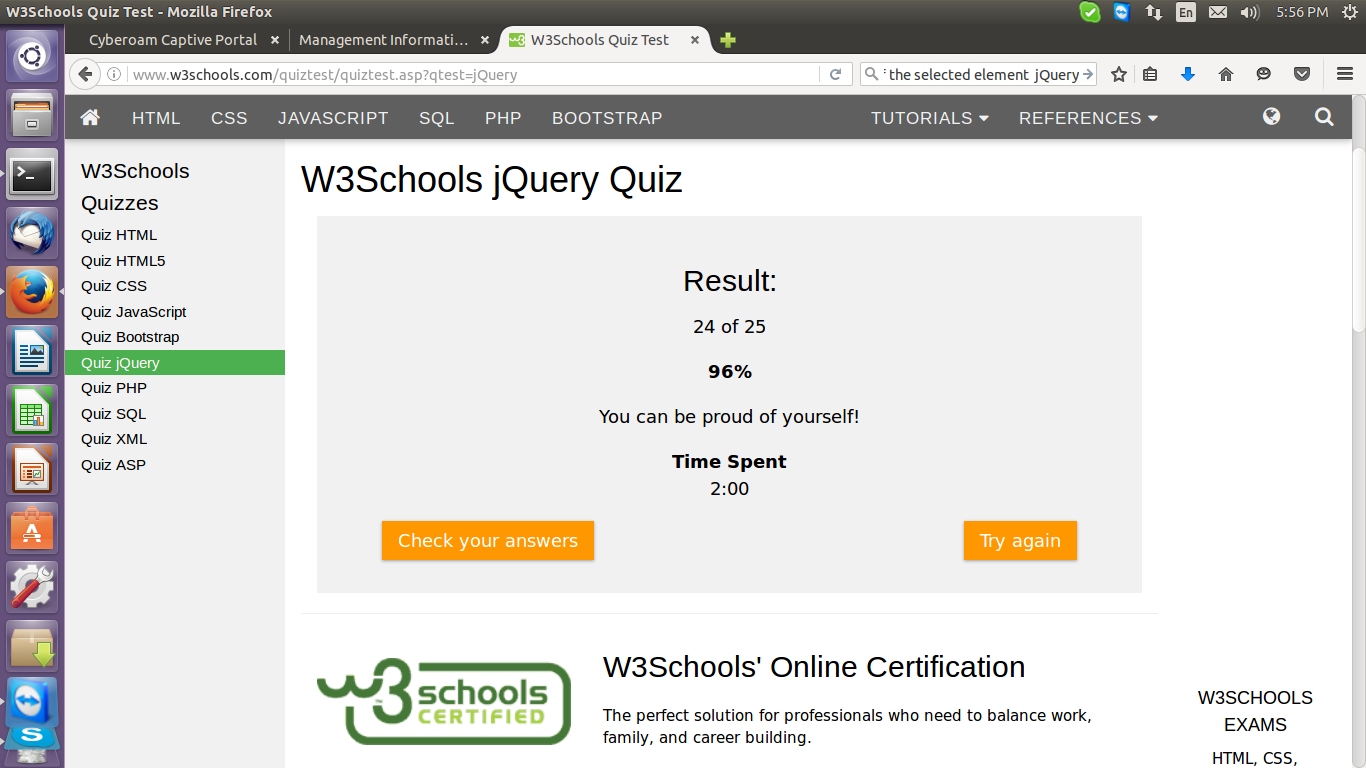 W3Schools Quiz Test - Mozilla Firefox
En
5:56 PM
Cyberoam Captive Portal
Management Informati...
W3Schools Quiz Test
www.w3schools.com/quiztest/quiztest.asp?qtest=jQuery
the selected element jQuery
HTML
CSS
JAVASCRIPT
SQL
PHP
BOOTSTRAP
TUTORIALS
REFERENCES
W3Schools
Quizzes
Quiz HTML
Quiz HTML5
Quiz CSS
Quiz JavaScript
Quiz Bootstrap
Quiz jQuery
Quiz PHP
Quiz SQL
Quiz XML
Quiz ASP
W3Schools jQuery Quiz
Result:
24 of 25
96%
You can be proud of yourself!
Time Spent
2:00
Check your answers
Try again
w3schools
CERTIFIED
W3Schools' Online Certification
The perfect solution for professionals who need to balance work,
family, and career building.
W3SCHOOLS
EXAMS
HTML, CSS,